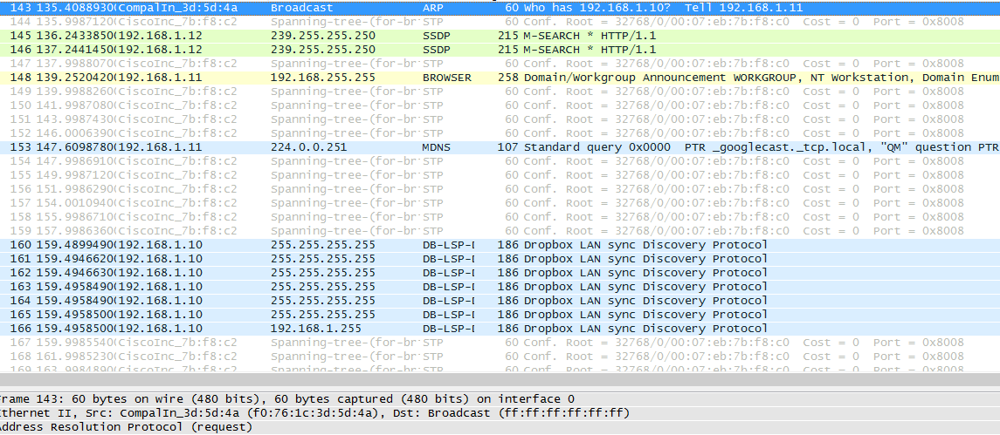 143 135.4088930(CompalIn_3d:5d:4a Broadcast ARP 60 Who has 192.168.1.10? Tell 192.168.1.11
144 135.9987120(CiscoInc_7b:f8:c2 Spanning-tree-(for-br STP 60 Conf. Root = 32768/0/00:07:eb:7b:f8:c0 Cost = 0 Port = 0x8008
145 136.2433850(192.168.1.12 239.255.255.250 SSDP 215 M-SEARCH * HTTP/1.1
146 137.2441450(192.168.1.12 239.255.255.250 SSDP 215 M-SEARCH * HTTP/1.1
147 137.9988070(CiscoInc_7b:f8:c2 Spanning-tree-(for-br STP 60 Conf. Root = 32768/0/00:07:eb:7b:f8:c0 Cost = 0 Port = 0x8008
148 139.2520420(192.168.1.11 192.168.255.255 BROWSER 258 Domain/Workgroup Announcement WORKGROUP, NT Workstation, Domain Enum
149 139.9988260(CiscoInc_7b:f8:c2 Spanning-tree-(for-br STP 60 Conf. Root = 32768/0/00:07:eb:7b:f8:c0 Cost = 0 Port = 0x8008
150 141.9987080(CiscoInc_7b:f8:c2 Spanning-tree-(for-br STP 60 Conf. Root = 32768/0/00:07:eb:7b:f8:c0 Cost = 0 Port = 0x8008
151 143.9987430(CiscoInc_7b:f8:c2 Spanning-tree-(for-br STP 60 Conf. Root = 32768/0/00:07:eb:7b:f8:c0 Cost = 0 Port = 0x8008
152 146.0006390(CiscoInc_7b:f8:c2 Spanning-tree-(for-br STP 60 Conf. Root = 32768/0/00:07:eb:7b:f8:c0 Cost = 0 Port = 0x8008
153 147.6098780(192.168.1.11 224.0.0.251 MDNS 107 Standard query 0x0000 PTR _googlecast._tcp.local, "QM" question PTR
154 147.9986910(CiscoInc_7b:f8:c2 Spanning-tree-(for-br STP 60 Conf. Root = 32768/0/00:07:eb:7b:f8:c0 Cost = 0 Port = 0x8008
155 149.9987120(CiscoInc_7b:f8:c2 Spanning-tree-(for-br STP 60 Conf. Root = 32768/0/00:07:eb:7b:f8:c0 Cost = 0 Port = 0x8008
156 151.9986290(CiscoInc_7b:f8:c2 Spanning-tree-(for-br STP 60 Conf. Root = 32768/0/00:07:eb:7b:f8:c0 Cost = 0 Port = 0x8008
157 154.0010940(CiscoInc_7b:f8:c2 Spanning-tree-(for-br STP 60 Conf. Root = 32768/0/00:07:eb:7b:f8:c0 Cost = 0 Port = 0x8008
158 155.9986710(CiscoInc_7b:f8:c2 Spanning-tree-(for-br STP 60 Conf. Root = 32768/0/00:07:eb:7b:f8:c0 Cost = 0 Port = 0x8008
159 157.9986360(CiscoInc_7b:f8:c2 Spanning-tree-(for-br STP 60 Conf. Root = 32768/0/00:07:eb:7b:f8:c0 Cost = 0 Port = 0x8008
160 159.4899490(192.168.1.10 255.255.255.255 DB-LSP-D 186 Dropbox LAN sync Discovery Protocol
161 159.4946620(192.168.1.10 255.255.255.255 DB-LSP-D 186 Dropbox LAN sync Discovery Protocol
162 159.4946630(192.168.1.10 255.255.255.255 DB-LSP-D 186 Dropbox LAN sync Discovery Protocol
163 159.4958490(192.168.1.10 255.255.255.255 DB-LSP-D 186 Dropbox LAN sync Discovery Protocol
164 159.4958490(192.168.1.10 255.255.255.255 DB-LSP-D 186 Dropbox LAN sync Discovery Protocol
165 159.4958500(192.168.1.10 255.255.255.255 DB-LSP-D 186 Dropbox LAN sync Discovery Protocol
166 159.4958500(192.168.1.10 192.168.1.255 DB-LSP-D 186 Dropbox LAN sync Discovery Protocol
167 159.9985540(CiscoInc_7b:f8:c2 Spanning-tree-(for-br STP 60 Conf. Root = 32768/0/00:07:eb:7b:f8:c0 Cost = 0 Port = 0x8008
168 161.9985230(CiscoInc_7b:f8:c2 Spanning-tree-(for-br STP 60 Conf. Root = 32768/0/00:07:eb:7b:f8:c0 Cost = 0 Port = 0x8008
169 163.9984890(CiscoInc_7b:f8:c2 Spanning-tree-(for-br STP 60 Conf. Root = 32768/0/00:07:eb:7b:f8:c0 Cost = 0 Port = 0x8008
rame 143: 60 bytes on wire (480 bits), 60 bytes captured (480 bits) on interface 0
thernet II, Src: CompalIn_3d:5d:4a (f0:76:1c:3d:5d:4a), Dst: Broadcast (ff:ff:ff:ff:ff:ff)
ddress Resolution Protocol (request)